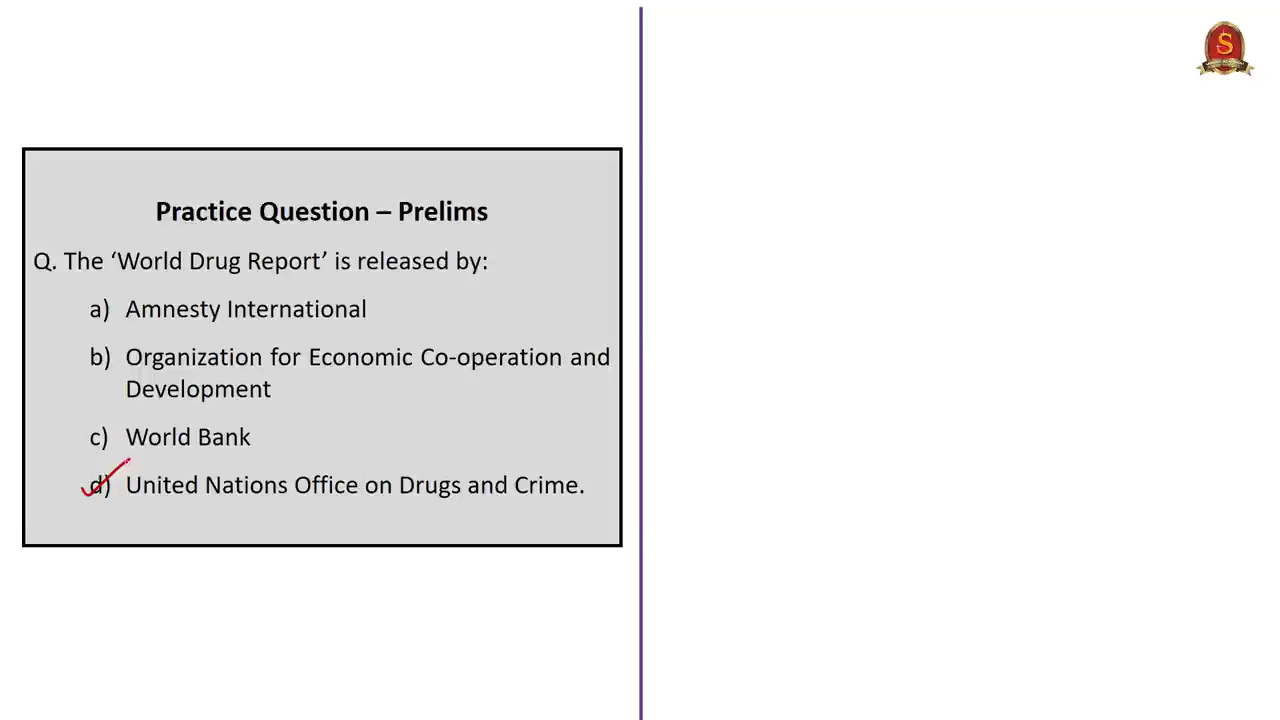 S
Practice Question – Prelims
Q. The ‘World Drug Report’ is released by:
a) Amnesty International
b) Organization for Economic Co-operation and
Development
c) World Bank
d) United Nations Office on Drugs and Crime.